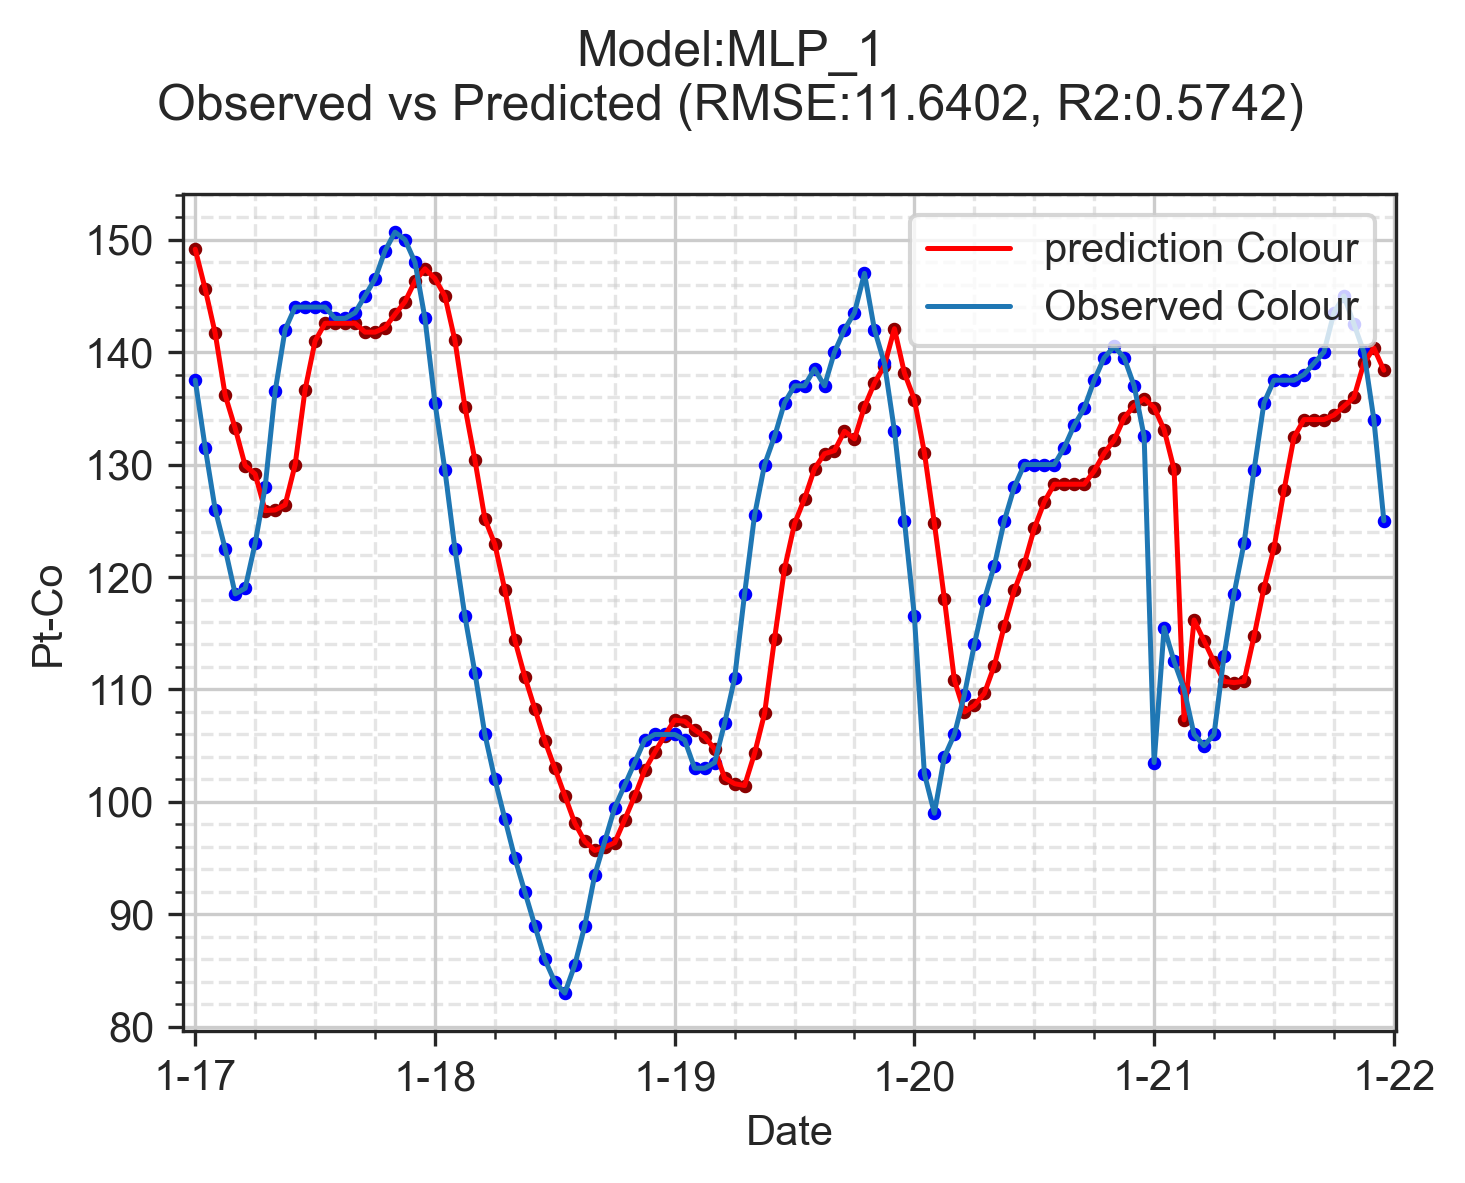 Model:MLP_1
Observed vs Predicted (RMSE:11.6402, R2:0.5742)
prediction Colour
Observed Colour
Pt-Co
150
140
130
120
110
100
90
80
1-17 1-18 1-19 1-20 1-21 1-22
Date